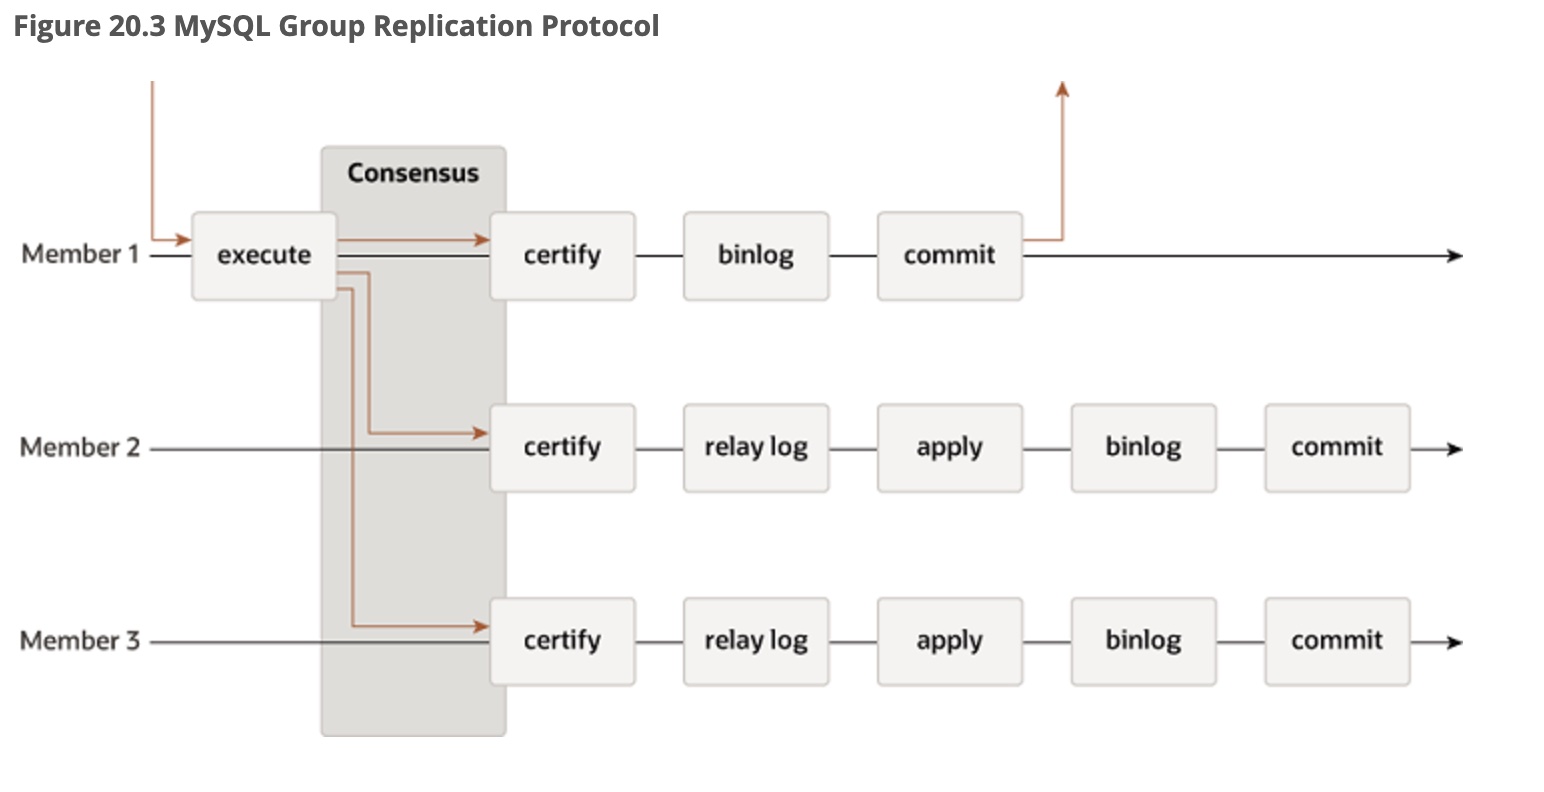 Figure 20.3 MySQL Group Replication Protocol
Consensus
Member 1 execute certify binlog commit
Member 2 certify relay log apply binlog commit
Member 3 certify relay log apply binlog commit